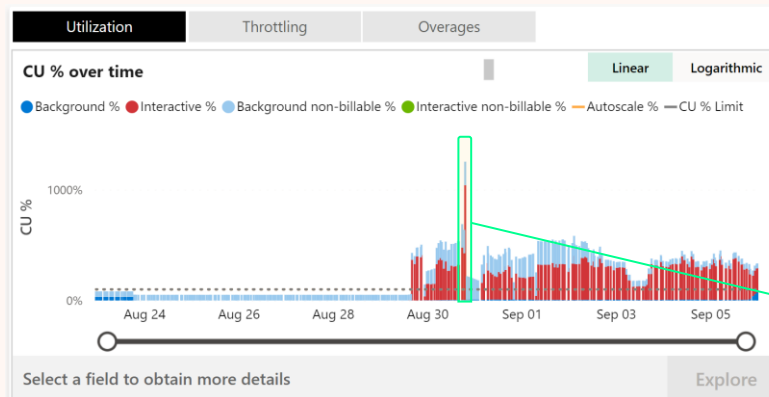 Utilization Throttling Overages
CU % over time
Linear Logarithmic
Background % Interactive % Background non-billable % Interactive non-billable % Autoscale % CU % Limit
1000%
CU %
0%
Aug 24 Aug 26 Aug 28 Aug 30 Sep 01 Sep 03 Sep 05
Select a field to obtain more details
Explore